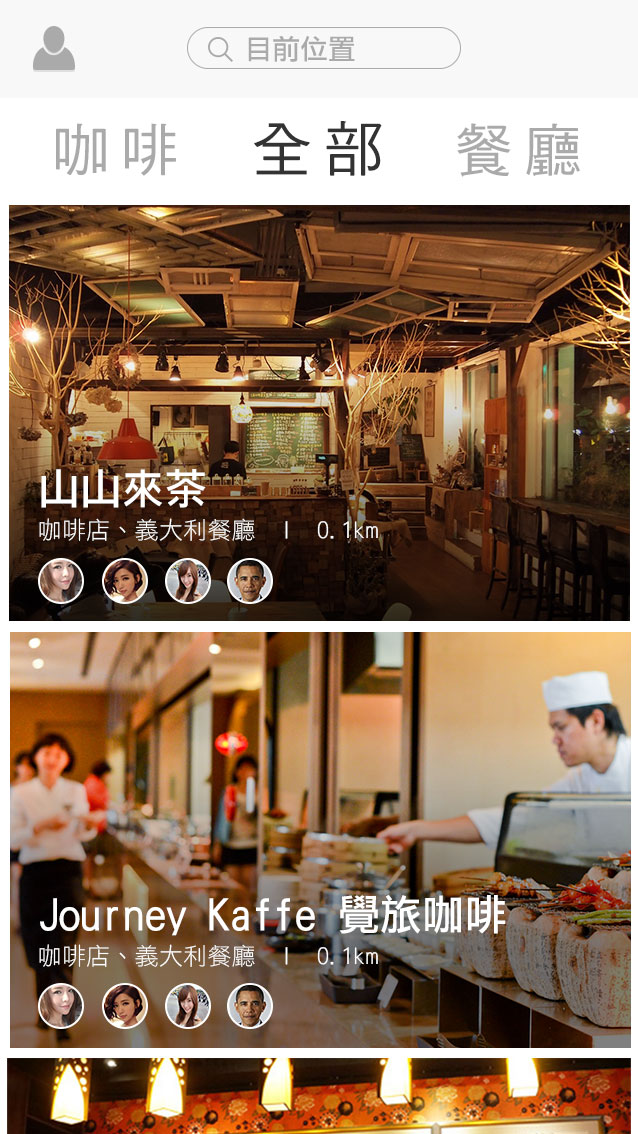 目前位置
咖啡 全部 餐廳
山山來茶
咖啡店、義大利餐廳 | 0.1km
Journey Kaffe 覺旅咖啡
咖啡店、義大利餐廳 | 0.1km